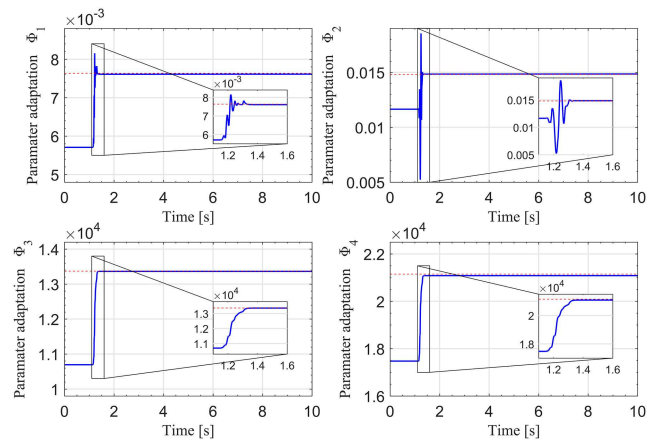 ×10⁻³
9
8
7
6
5
Paramater adaptation Φ₁
×10⁻³
8
7
6
1.2 1.4 1.6
0 2 4 6 8 10
Time [s]
0.015
0.01
0.005
Paramater adaptation Φ₂
0.015
0.01
0.005
1.2 1.4 1.6
0 2 4 6 8 10
Time [s]
×10⁴
1.4
1.3
1.2
1.1
1
Paramater adaptation Φ₃
×10⁴
1.3
1.2
1.1
1.2 1.4 1.6
0 2 4 6 8 10
Time [s]
×10⁴
2.2
2
1.8
1.6
Paramater adaptation Φ₄
×10⁴
2
1.8
1.2 1.4 1.6
0 2 4 6 8 10
Time [s]